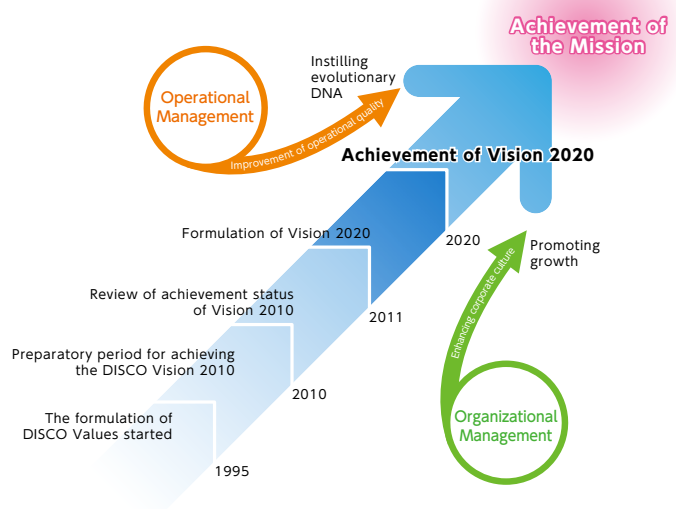 Achievement of
the Mission
Instilling
evolutionary
DNA
Operational
Management
Improvement of operational quality
Achievement of Vision 2020
Formulation of Vision 2020
2020
Promoting
growth
Enhancing corporate culture
Review of achievement status
of Vision 2010
2011
Preparatory period for achieving
the DISCO Vision 2010
2010
The formulation of
DISCO Values started
Organizational
Management
1995